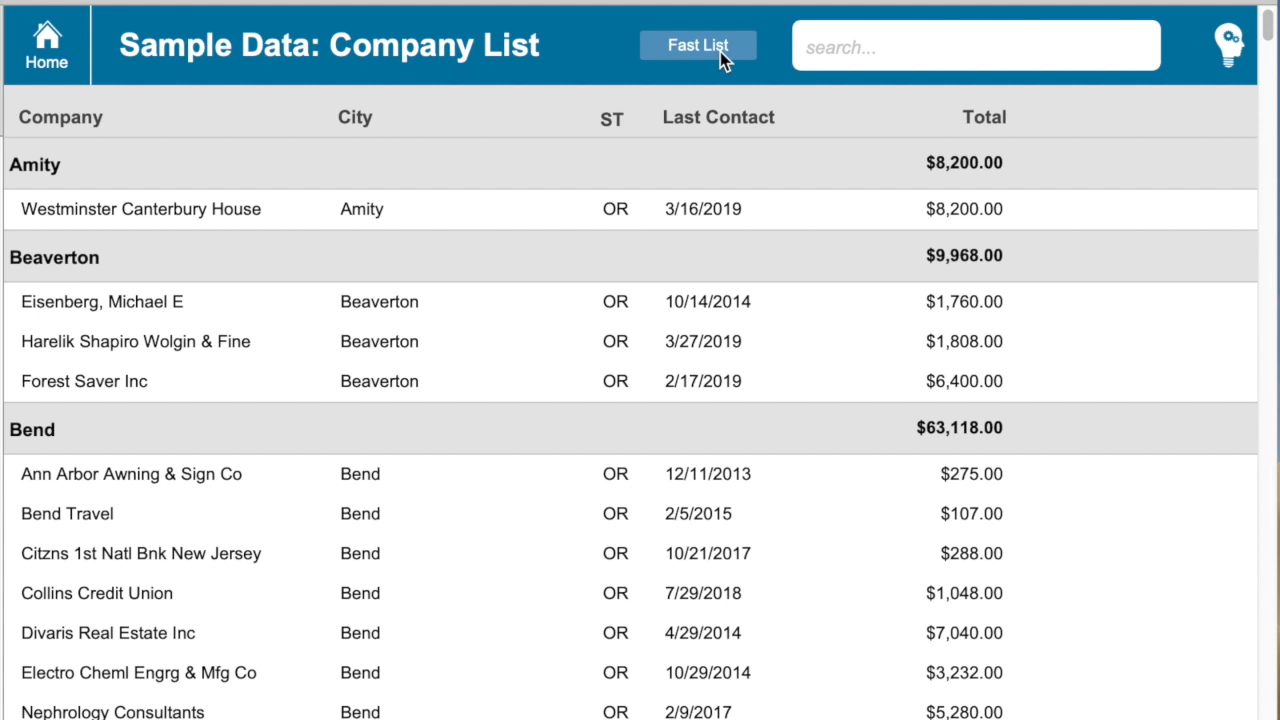 Home
Sample Data: Company List
Fast List
search...
Company City ST Last Contact Total
Amity $8,200.00
Westminster Canterbury House Amity OR 3/16/2019 $8,200.00
Beaverton $9,968.00
Eisenberg, Michael E Beaverton OR 10/14/2014 $1,760.00
Harelik Shapiro Wolgin & Fine Beaverton OR 3/27/2019 $1,808.00
Forest Saver Inc Beaverton OR 2/17/2019 $6,400.00
Bend $63,118.00
Ann Arbor Awning & Sign Co Bend OR 12/11/2013 $275.00
Bend Travel Bend OR 2/5/2015 $107.00
Citzns 1st Natl Bnk New Jersey Bend OR 10/21/2017 $288.00
Collins Credit Union Bend OR 7/29/2018 $1,048.00
Divaris Real Estate Inc Bend OR 4/29/2014 $7,040.00
Electro Cheml Engrg & Mfg Co Bend OR 10/29/2014 $3,232.00
Nephrology Consultants Bend OR 2/9/2017 $5,280.00